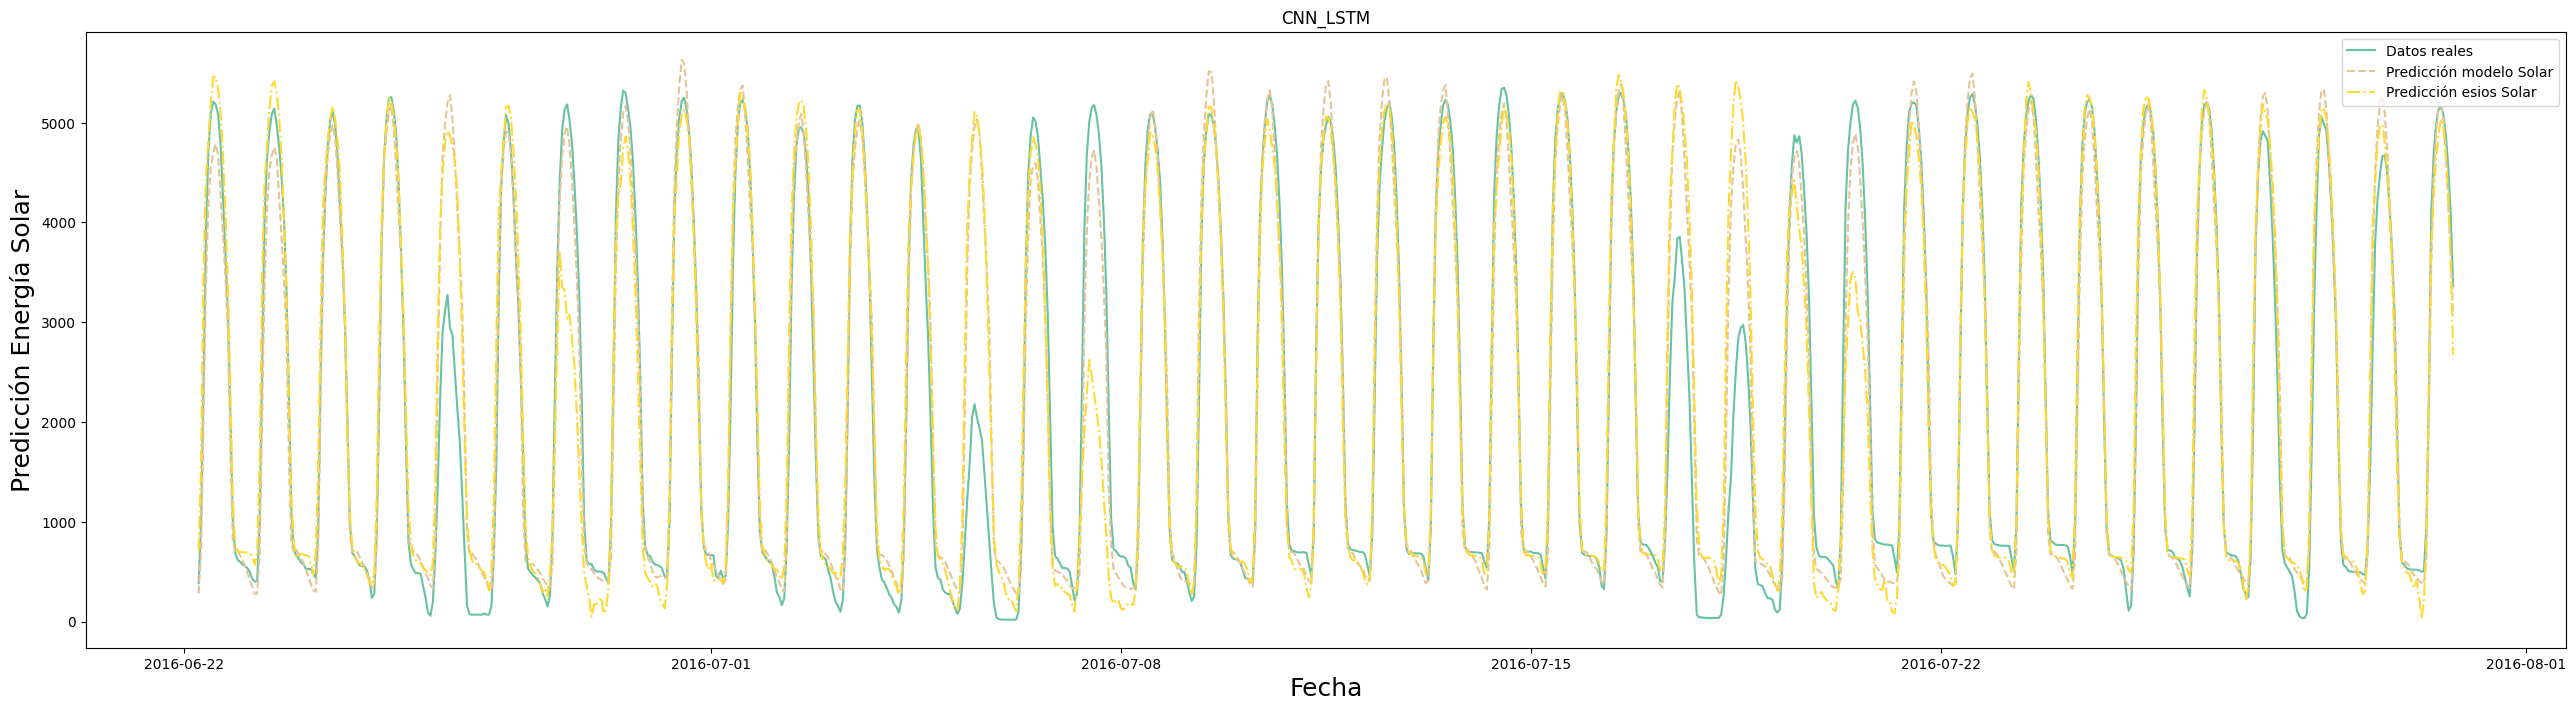 CNN_LSTM
Datos reales
Predicción modelo Solar
Predicción esios Solar
Predicción Energía Solar
5000
4000
3000
2000
1000
0
2016-06-22
2016-07-01
2016-07-08
2016-07-15
2016-07-22
2016-08-01
Fecha